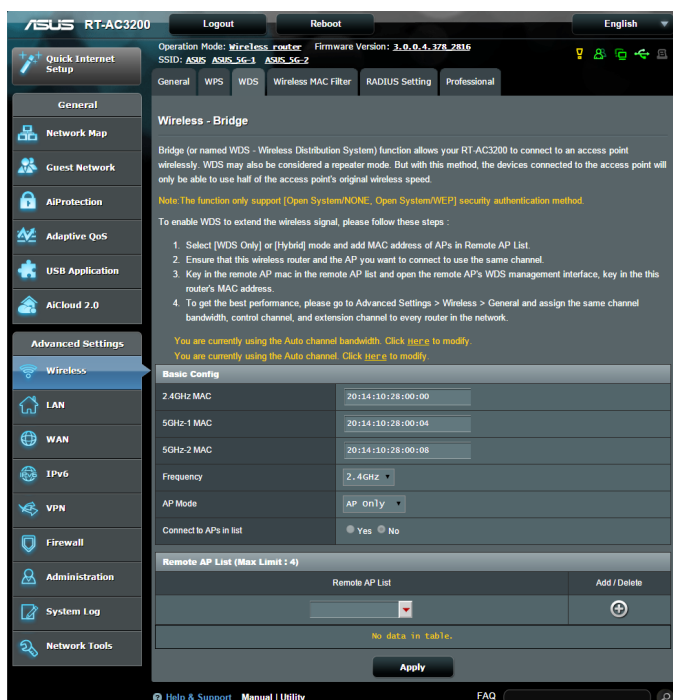 ASUS RT-AC3200
Logout
Reboot
English
Quick Internet Setup
Operation Mode: Wireless router Firmware Version: 3.0.0.4.378_2816
SSID: ASUS ASUS_5G-1 ASUS_5G-2
General WPS WDS Wireless MAC Filter RADIUS Setting Professional
General
Network Map
Guest Network
AiProtection
Adaptive QoS
USB Application
AiCloud 2.0
Advanced Settings
Wireless
LAN
WAN
IPv6
VPN
Firewall
Administration
System Log
Network Tools
Wireless - Bridge
Bridge (or named WDS - Wireless Distribution System) function allows your RT-AC3200 to connect to an access point
wirelessly. WDS may also be considered a repeater mode. But with this method, the devices connected to the access point will
only be able to use half of the access point's original wireless speed.
Note:The function only support [Open System/NONE, Open System/WEP] security authentication method.
To enable WDS to extend the wireless signal, please follow these steps :
1. Select [WDS Only] or [Hybrid] mode and add MAC address of APs in Remote AP List.
2. Ensure that this wireless router and the AP you want to connect to use the same channel.
3. Key in the remote AP mac in the remote AP list and open the remote AP's WDS management interface, key in the this
router's MAC address.
4. To get the best performance, please go to Advanced Settings > Wireless > General and assign the same channel
bandwidth, control channel, and extension channel to every router in the network.
You are currently using the Auto channel bandwidth. Click Here to modify.
You are currently using the Auto channel. Click Here to modify.
Basic Config
2.4GHz MAC 20:14:10:28:00:00
5GHz-1 MAC 20:14:10:28:00:04
5GHz-2 MAC 20:14:10:28:00:08
Frequency 2.4GHz
AP Mode AP Only
Connect to APs in list Yes No
Remote AP List (Max Limit : 4)
Remote AP List Add / Delete
No data in table.
Apply
Help & Support Manual | Utility FAQ